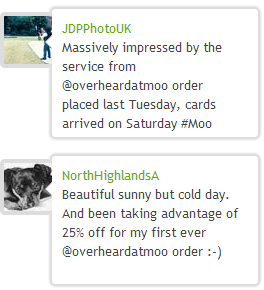 JDPPhotoUK
Massively impressed by the
service from
@overheardatmoo order
placed last Tuesday, cards
arrived on Saturday #Moo
NorthHighlandsA
Beautiful sunny but cold day.
And been taking advantage of
25% off for my first ever
@overheardatmoo order :-)